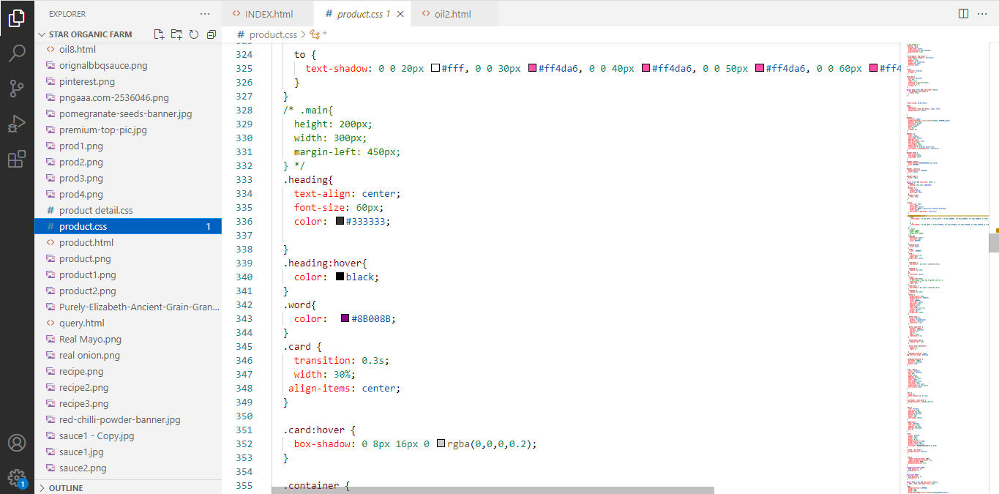 EXPLORER
STAR ORGANIC FARM
oil8.html
orignalbbqsauce.png
pinterest.png
pngaaa.com-2536046.png
pomegranate-seeds-banner.jpg
premium-top-pic.jpg
prod1.png
prod2.png
prod3.png
prod4.png
product detail.css
product.css 1
product.html
product.png
product1.png
product2.png
Purely-Elizabeth-Ancient-Grain-Gran...
query.html
Real Mayo.png
real onion.png
recipe.png
recipe2.png
recipe3.png
red-chilli-powder-banner.jpg
sauce1 - Copy.jpg
sauce1.jpg
sauce2.png
OUTLINE
1
INDEX.html
product.css 1
oil2.html
product.css > *
324 to {
325 text-shadow: 0 0 20px #fff, 0 0 30px #ff4da6, 0 0 40px #ff4da6, 0 0 50px #ff4da6, 0 0 60px #ff4
326 }
327 }
328 /* .main{
329 height: 200px;
330 width: 300px;
331 margin-left: 450px;
332 } */
333 .heading{
334 text-align: center;
335 font-size: 60px;
336 color: #333333;
337
338 }
339 .heading:hover{
340 color: black;
341 }
342 .word{
343 color: #8B008B;
344 }
345 .card {
346 transition: 0.3s;
347 width: 30%;
348 align-items: center;
349 }
350
351 .card:hover {
352 box-shadow: 0 8px 16px 0 rgba(0,0,0,0.2);
353 }
354
355 .container {